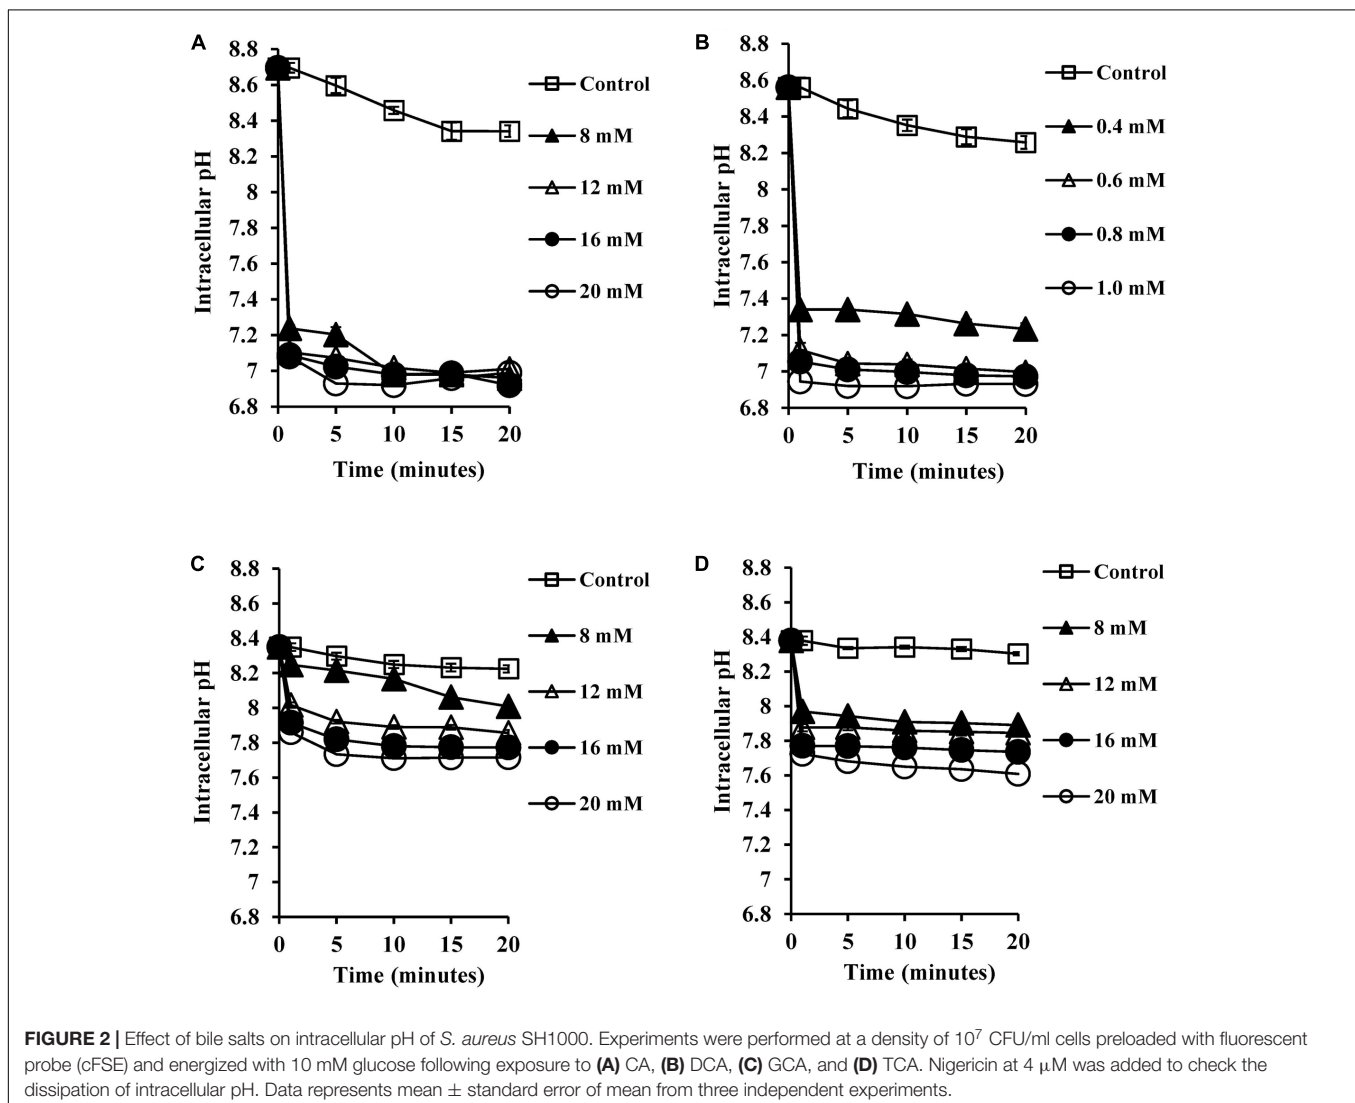 A
8.8
8.6
8.4
8.2
8
7.8
7.6
7.4
7.2
7
6.8
Intracellular pH
0 5 10 15 20
Time (minutes)
Control
8 mM
12 mM
16 mM
20 mM
B
8.8
8.6
8.4
8.2
8
7.8
7.6
7.4
7.2
7
6.8
Intracellular pH
0 5 10 15 20
Time (minutes)
Control
0.4 mM
0.6 mM
0.8 mM
1.0 mM
C
8.8
8.6
8.4
8.2
8
7.8
7.6
7.4
7.2
7
6.8
Intracellular pH
0 5 10 15 20
Time (minutes)
Control
8 mM
12 mM
16 mM
20 mM
D
8.8
8.6
8.4
8.2
8
7.8
7.6
7.4
7.2
7
6.8
Intracellular pH
0 5 10 15 20
Time (minutes)
Control
8 mM
12 mM
16 mM
20 mM
FIGURE 2 | Effect of bile salts on intracellular pH of S. aureus SH1000. Experiments were performed at a density of 10⁷ CFU/ml cells preloaded with fluorescent
probe (cFSE) and energized with 10 mM glucose following exposure to (A) CA, (B) DCA, (C) GCA, and (D) TCA. Nigericin at 4 μM was added to check the
dissipation of intracellular pH. Data represents mean ± standard error of mean from three independent experiments.